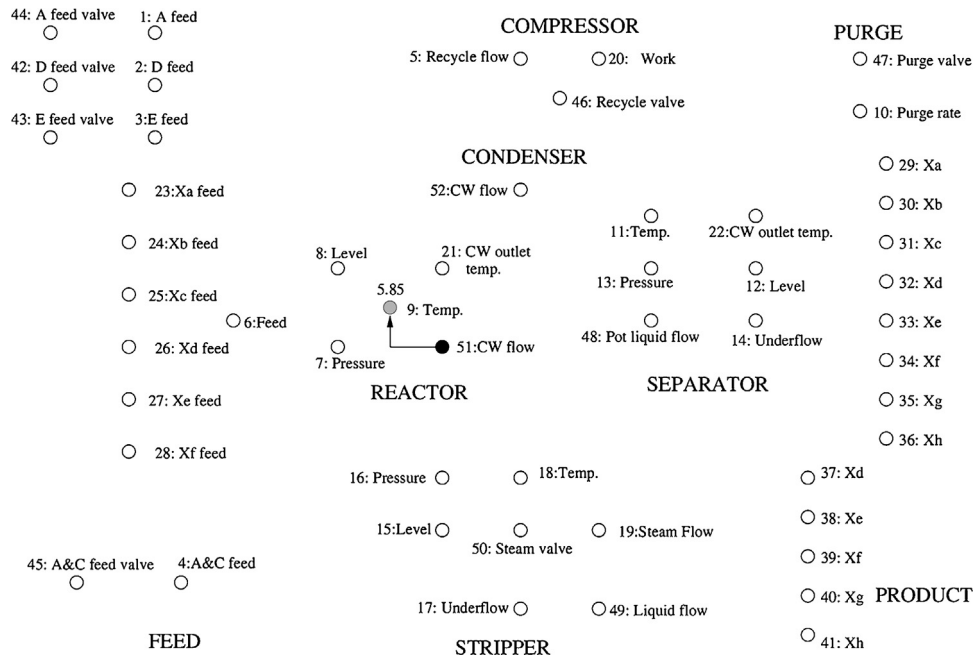 44: A feed valve
1: A feed
COMPRESSOR
PURGE
5: Recycle flow
20: Work
47: Purge valve
42: D feed valve
2: D feed
46: Recycle valve
10: Purge rate
43: E feed valve
3:E feed
CONDENSER
29: Xa
23:Xa feed
52:CW flow
30: Xb
11:Temp.
22:CW outlet temp.
24:Xb feed
31: Xc
8: Level
21: CW outlet
temp.
13: Pressure
12: Level
32: Xd
25:Xc feed
5.85
9: Temp.
6:Feed
33: Xe
48: Pot liquid flow
14: Underflow
26: Xd feed
51:CW flow
7: Pressure
34: Xf
REACTOR
SEPARATOR
27: Xe feed
35: Xg
36: Xh
28: Xf feed
16: Pressure
18:Temp.
37: Xd
38: Xe
15:Level
19:Steam Flow
50: Steam valve
39: Xf
45: A&C feed valve
4:A&C feed
40: Xg
PRODUCT
17: Underflow
49: Liquid flow
41: Xh
FEED
STRIPPER